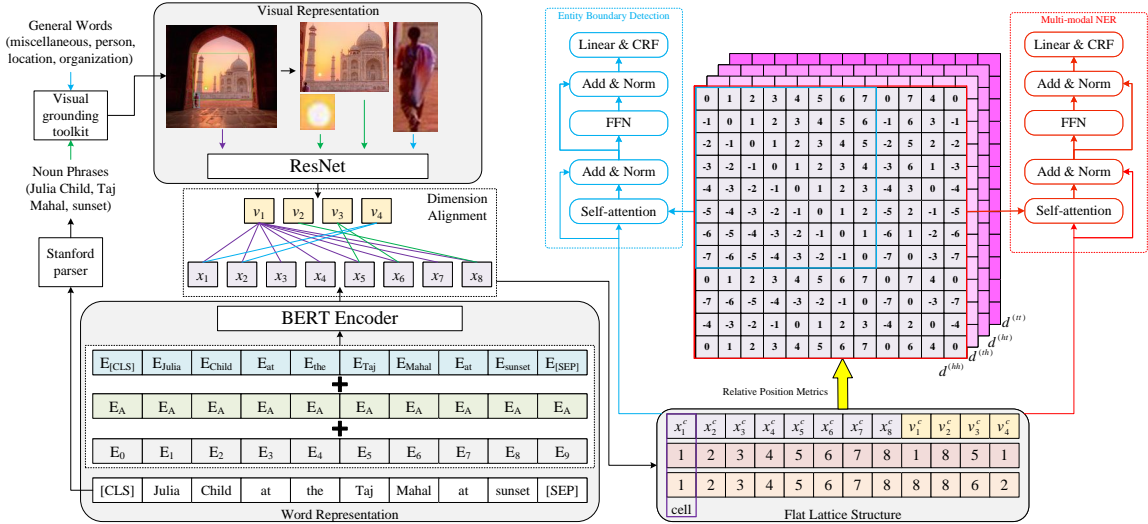 General Words
(miscellaneous, person,
location, organization)
Visual
grounding
toolkit
Noun Phrases
(Julia Child, Taj
Mahal, sunset)
Stanford
parser
Visual Representation
ResNet
v1 v2 v3 v4
Dimension
Alignment
x1 x2 x3 x4 x5 x6 x7 x8
BERT Encoder
E[CLS] EJulia EChild Eat Ethe ETaj EMahal Eat Esunset E[SEP]
+
EA EA EA EA EA EA EA EA EA EA
+
E0 E1 E2 E3 E4 E5 E6 E7 E8 E9
[CLS] Julia Child at the Taj Mahal at sunset [SEP]
Word Representation
Entity Boundary Detection
Linear & CRF
Add & Norm
FFN
Add & Norm
Self-attention
0 1 2 3 4 5 6 7 0 7 4 0
-1 0 1 2 3 4 5 6 -1 6 3 -1
-2 -1 0 1 2 3 4 5 -2 5 2 -2
-3 -2 -1 0 1 2 3 4 -3 6 1 -3
-4 -3 -2 -1 0 1 2 3 -4 3 0 -4
-5 -4 -3 -2 -1 0 1 2 -5 2 -1 -5
-6 -5 -4 -3 -2 -1 0 1 -6 1 -2 -6
-7 -6 -5 -4 -3 -2 -1 0 -7 0 -3 -7
0 1 2 3 4 5 6 7 0 7 4 0
-7 -6 -5 -4 -3 -2 -1 0 -7 0 -3 -7
-4 -3 -2 -1 0 1 2 3 -4 2 0 -4
0 1 2 3 4 5 6 7 0 6 4 0
d(tt)
d(ht)
d(th)
d(hh)
Multi-modal NER
Linear & CRF
Add & Norm
FFN
Add & Norm
Self-attention
Relative Position Metrics
x1c x2c x3c x4c x5c x6c x7c x8c v1c v2c v3c v4c
1 2 3 4 5 6 7 8 1 8 5 1
1 2 3 4 5 6 7 8 8 8 6 2
cell
Flat Lattice Structure